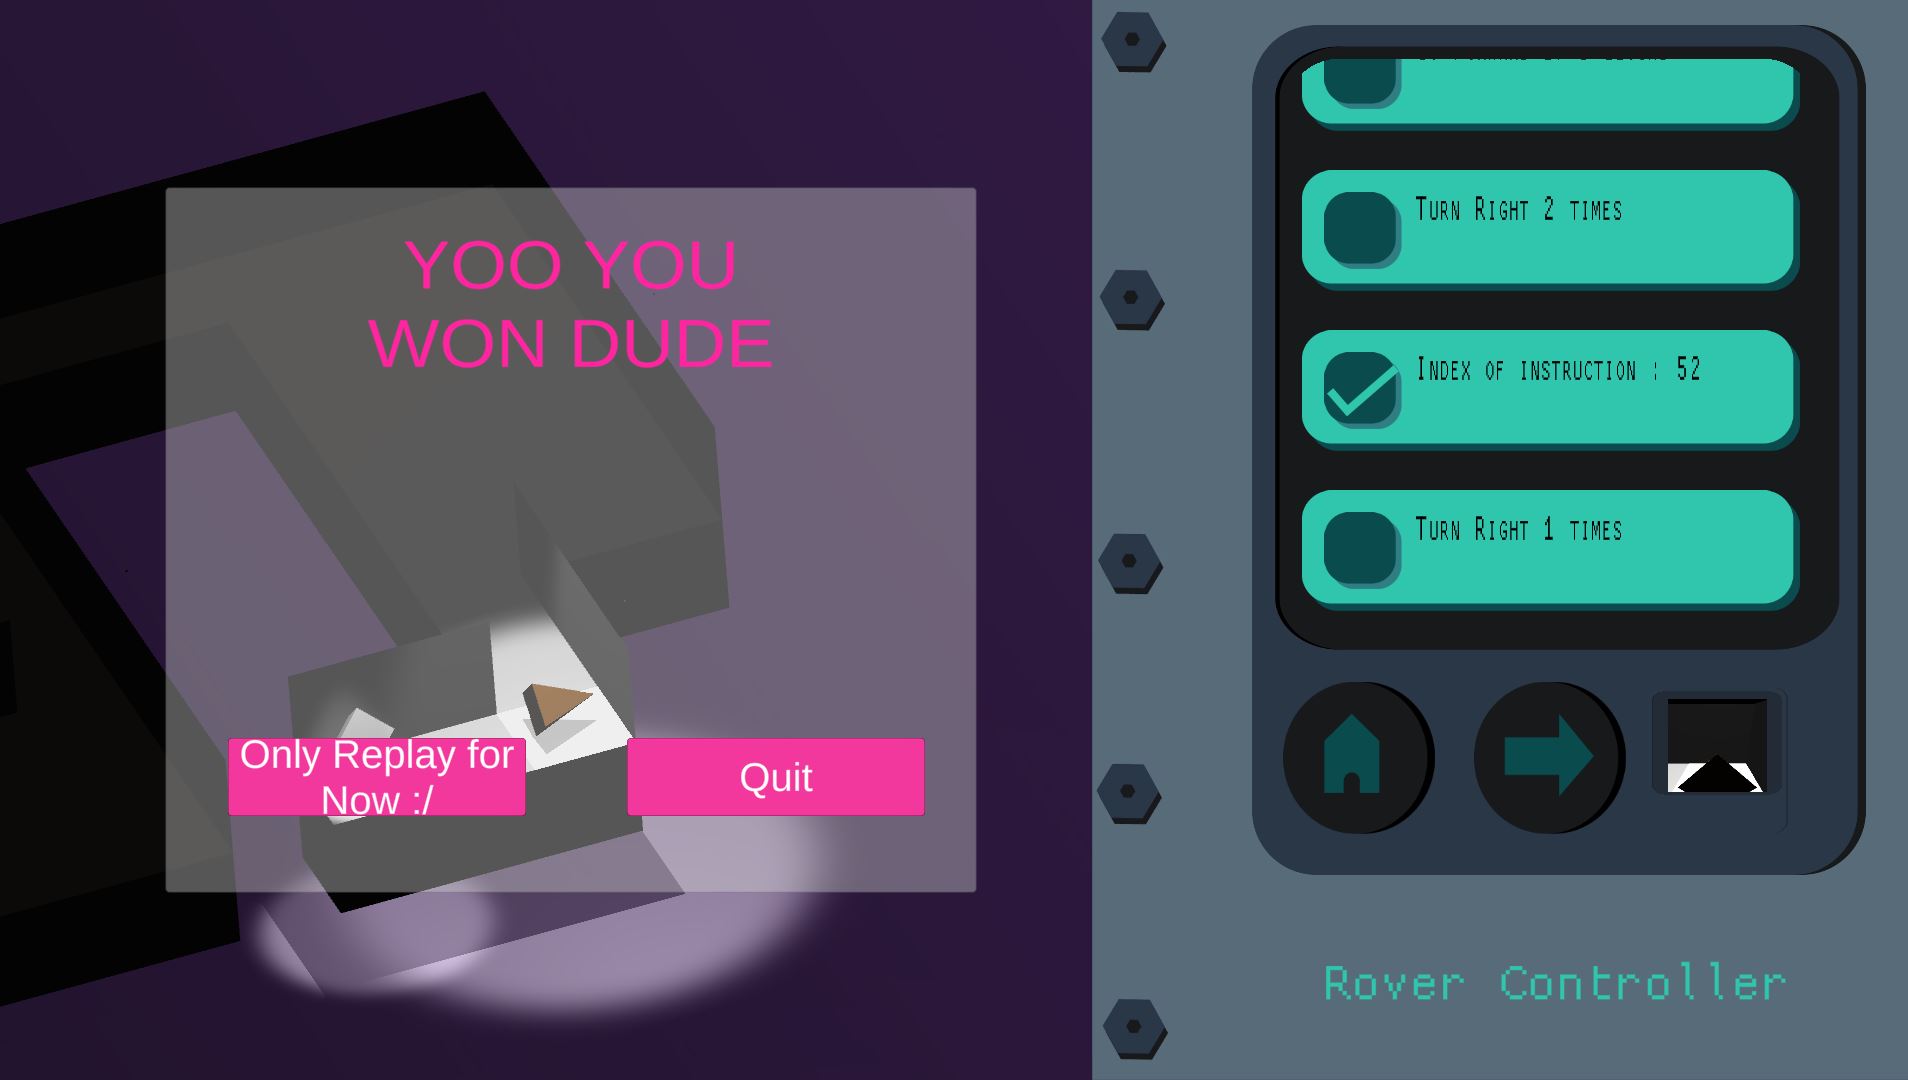 YOO YOU
WON DUDE
Only Replay for
Now :/
Quit
Turn Right 2 times
Index of instruction : 52
Turn Right 1 times
Rover Controller